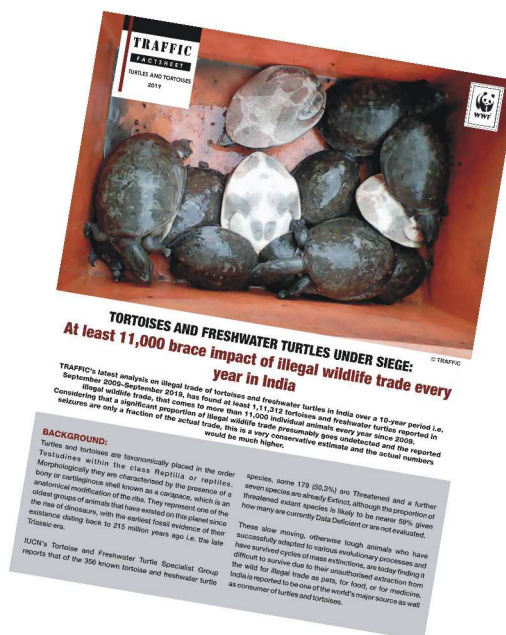 TRAFFIC
FACTSHEET
TURTLES AND TORTOISES
2019
WWF
© TRAFFIC
TORTOISES AND FRESHWATER TURTLES UNDER SIEGE:
At least 11,000 brace impact of illegal wildlife trade every
year in India
TRAFFIC's latest analysis on illegal trade of tortoises and freshwater turtles in India over a 10-year period i.e.
September 2009-September 2019, has found at least 1,11,312 tortoises and freshwater turtles reported in
illegal wildlife trade, that comes to more than 11,000 individual animals every year since 2009.
Considering that a significant proportion of illegal wildlife trade presumably goes undetected and the reported
seizures are only a fraction of the actual trade, this is a very conservative estimate and the actual numbers
would be much higher.
BACKGROUND:
Turtles and tortoises are taxonomically placed in the order
Testudines within the class Reptilia or reptiles.
Morphologically they are characterised by the presence of a
bony or cartilaginous shell known as a carapace, which is an
anatomical modification of the ribs. They represent one of the
oldest groups of animals that have existed on this planet since
the rise of dinosaurs, with the earliest fossil evidence of their
existence dating back to 215 million years ago i.e. the late
Triassic era.
IUCN's Tortoise and Freshwater Turtle Specialist Group
reports that of the 356 known tortoise and freshwater turtle
species, some 179 (50.3%) are Threatened and a further
seven species are already Extinct, although the proportion of
threatened extant species is likely to be nearer 59% given
how many are currently Data Deficient or are not evaluated.
These slow moving, otherwise tough animals who have
successfully adapted to various evolutionary processes and
have survived cycles of mass extinctions, are today finding it
difficult to survive due to their unauthorised extraction from
the wild for illegal trade as pets, for food, or for medicine.
India is reported to be one of the world's major source as well
as consumer of turtles and tortoises.